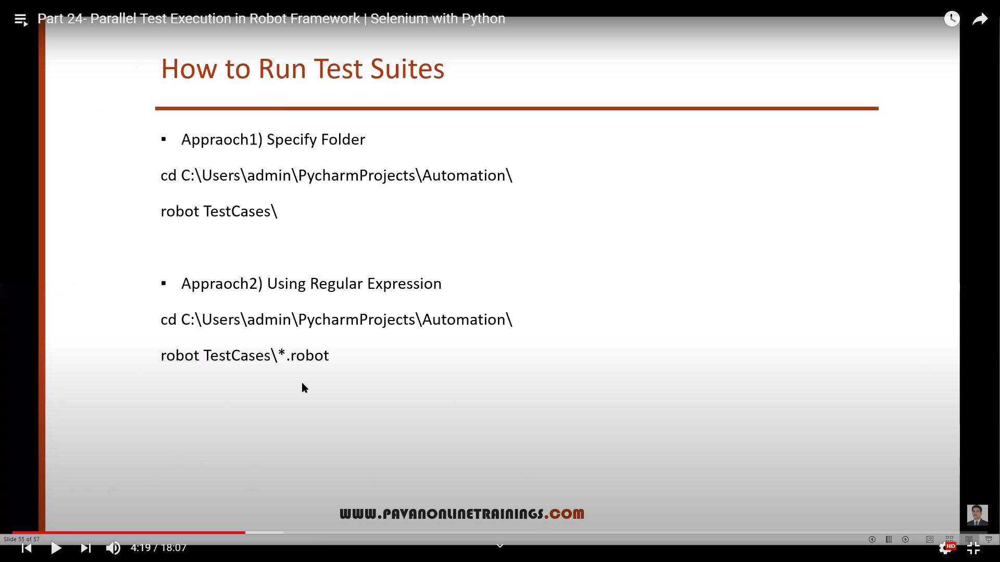 Part 24- Parallel Test Execution in Robot Framework | Selenium with Python
How to Run Test Suites
▪ Appraoch1) Specify Folder
cd C:\Users\admin\PycharmProjects\Automation\
robot TestCases\
▪ Appraoch2) Using Regular Expression
cd C:\Users\admin\PycharmProjects\Automation\
robot TestCases\*.robot
WWW.PAVANONLINETRAININGS.COM
Slide 55 of 57
4:19 / 18:07
HD